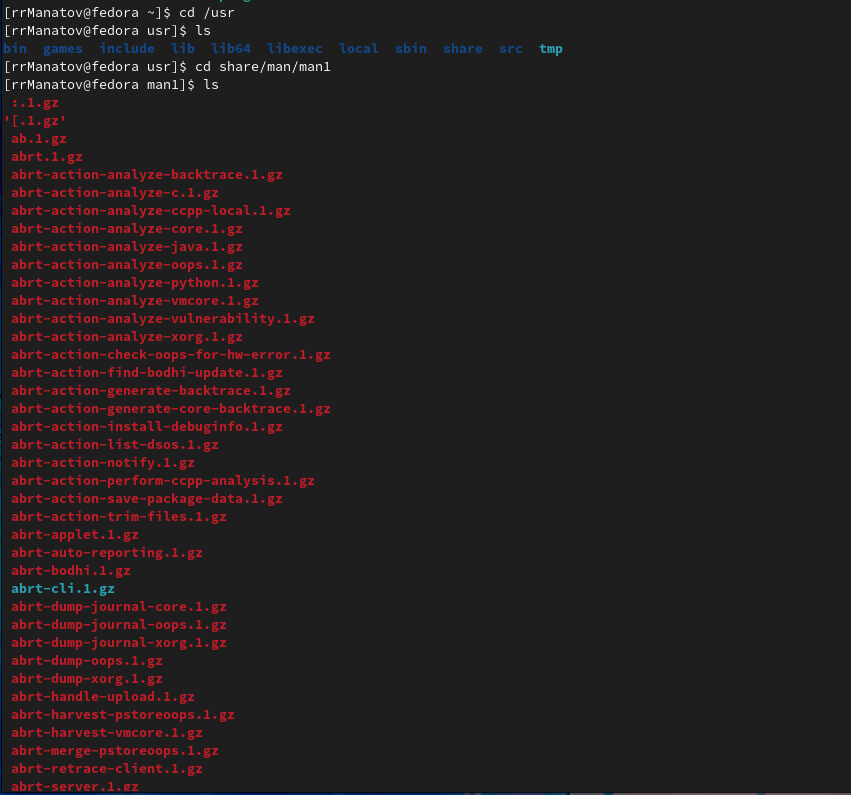 [rrManatov@fedora ~]$ cd /usr
[rrManatov@fedora usr]$ ls
bin games include lib lib64 libexec local sbin share src tmp
[rrManatov@fedora usr]$ cd share/man/man1
[rrManatov@fedora man1]$ ls
:.1.gz
'[.1.gz'
ab.1.gz
abrt.1.gz
abrt-action-analyze-backtrace.1.gz
abrt-action-analyze-c.1.gz
abrt-action-analyze-ccpp-local.1.gz
abrt-action-analyze-core.1.gz
abrt-action-analyze-java.1.gz
abrt-action-analyze-oops.1.gz
abrt-action-analyze-python.1.gz
abrt-action-analyze-vmcore.1.gz
abrt-action-analyze-vulnerability.1.gz
abrt-action-analyze-xorg.1.gz
abrt-action-check-oops-for-hw-error.1.gz
abrt-action-find-bodhi-update.1.gz
abrt-action-generate-backtrace.1.gz
abrt-action-generate-core-backtrace.1.gz
abrt-action-install-debuginfo.1.gz
abrt-action-list-dsos.1.gz
abrt-action-notify.1.gz
abrt-action-perform-ccpp-analysis.1.gz
abrt-action-save-package-data.1.gz
abrt-action-trim-files.1.gz
abrt-applet.1.gz
abrt-auto-reporting.1.gz
abrt-bodhi.1.gz
abrt-cli.1.gz
abrt-dump-journal-core.1.gz
abrt-dump-journal-oops.1.gz
abrt-dump-journal-xorg.1.gz
abrt-dump-oops.1.gz
abrt-dump-xorg.1.gz
abrt-handle-upload.1.gz
abrt-harvest-pstoreoops.1.gz
abrt-harvest-vmcore.1.gz
abrt-merge-pstoreoops.1.gz
abrt-retrace-client.1.gz
abrt-server.1.gz